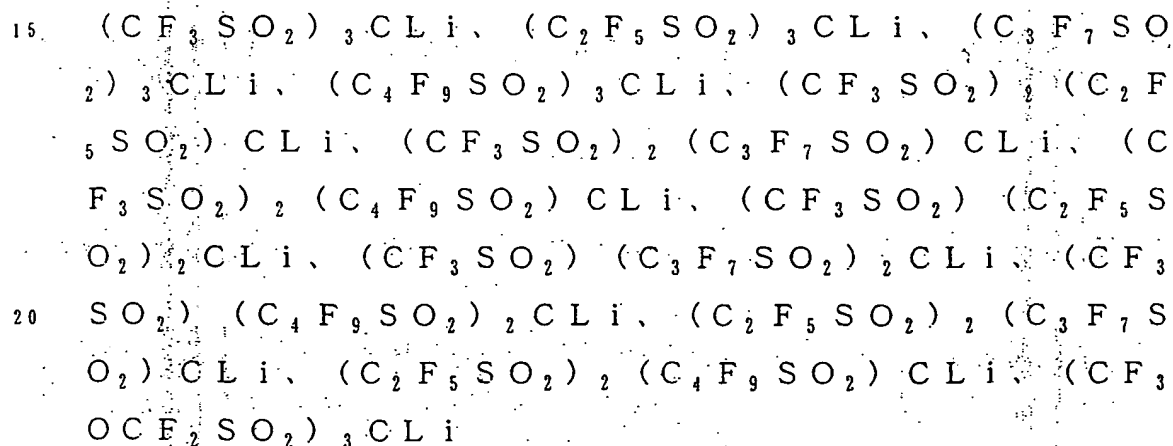 15 (CF₃SO₂)₃CLi、(C₂F₅SO₂)₃CLi、(C₃F₇SO
₂)₃CLi、(C₄F₉SO₂)₃CLi、(CF₃SO₂)₂(C₂F
₅SO₂)CLi、(CF₃SO₂)₂(C₃F₇SO₂)CLi、(C
F₃SO₂)₂(C₄F₉SO₂)CLi、(CF₃SO₂)(C₂F₅S
O₂)₂CLi、(CF₃SO₂)(C₃F₇SO₂)₂CLi、(CF₃
20 SO₂)(C₄F₉SO₂)₂CLi、(C₂F₅SO₂)₂(C₃F₇S
O₂)CLi、(C₂F₅SO₂)₂(C₄F₉SO₂)CLi、(CF₃
OCF₂SO₂)₃CLi